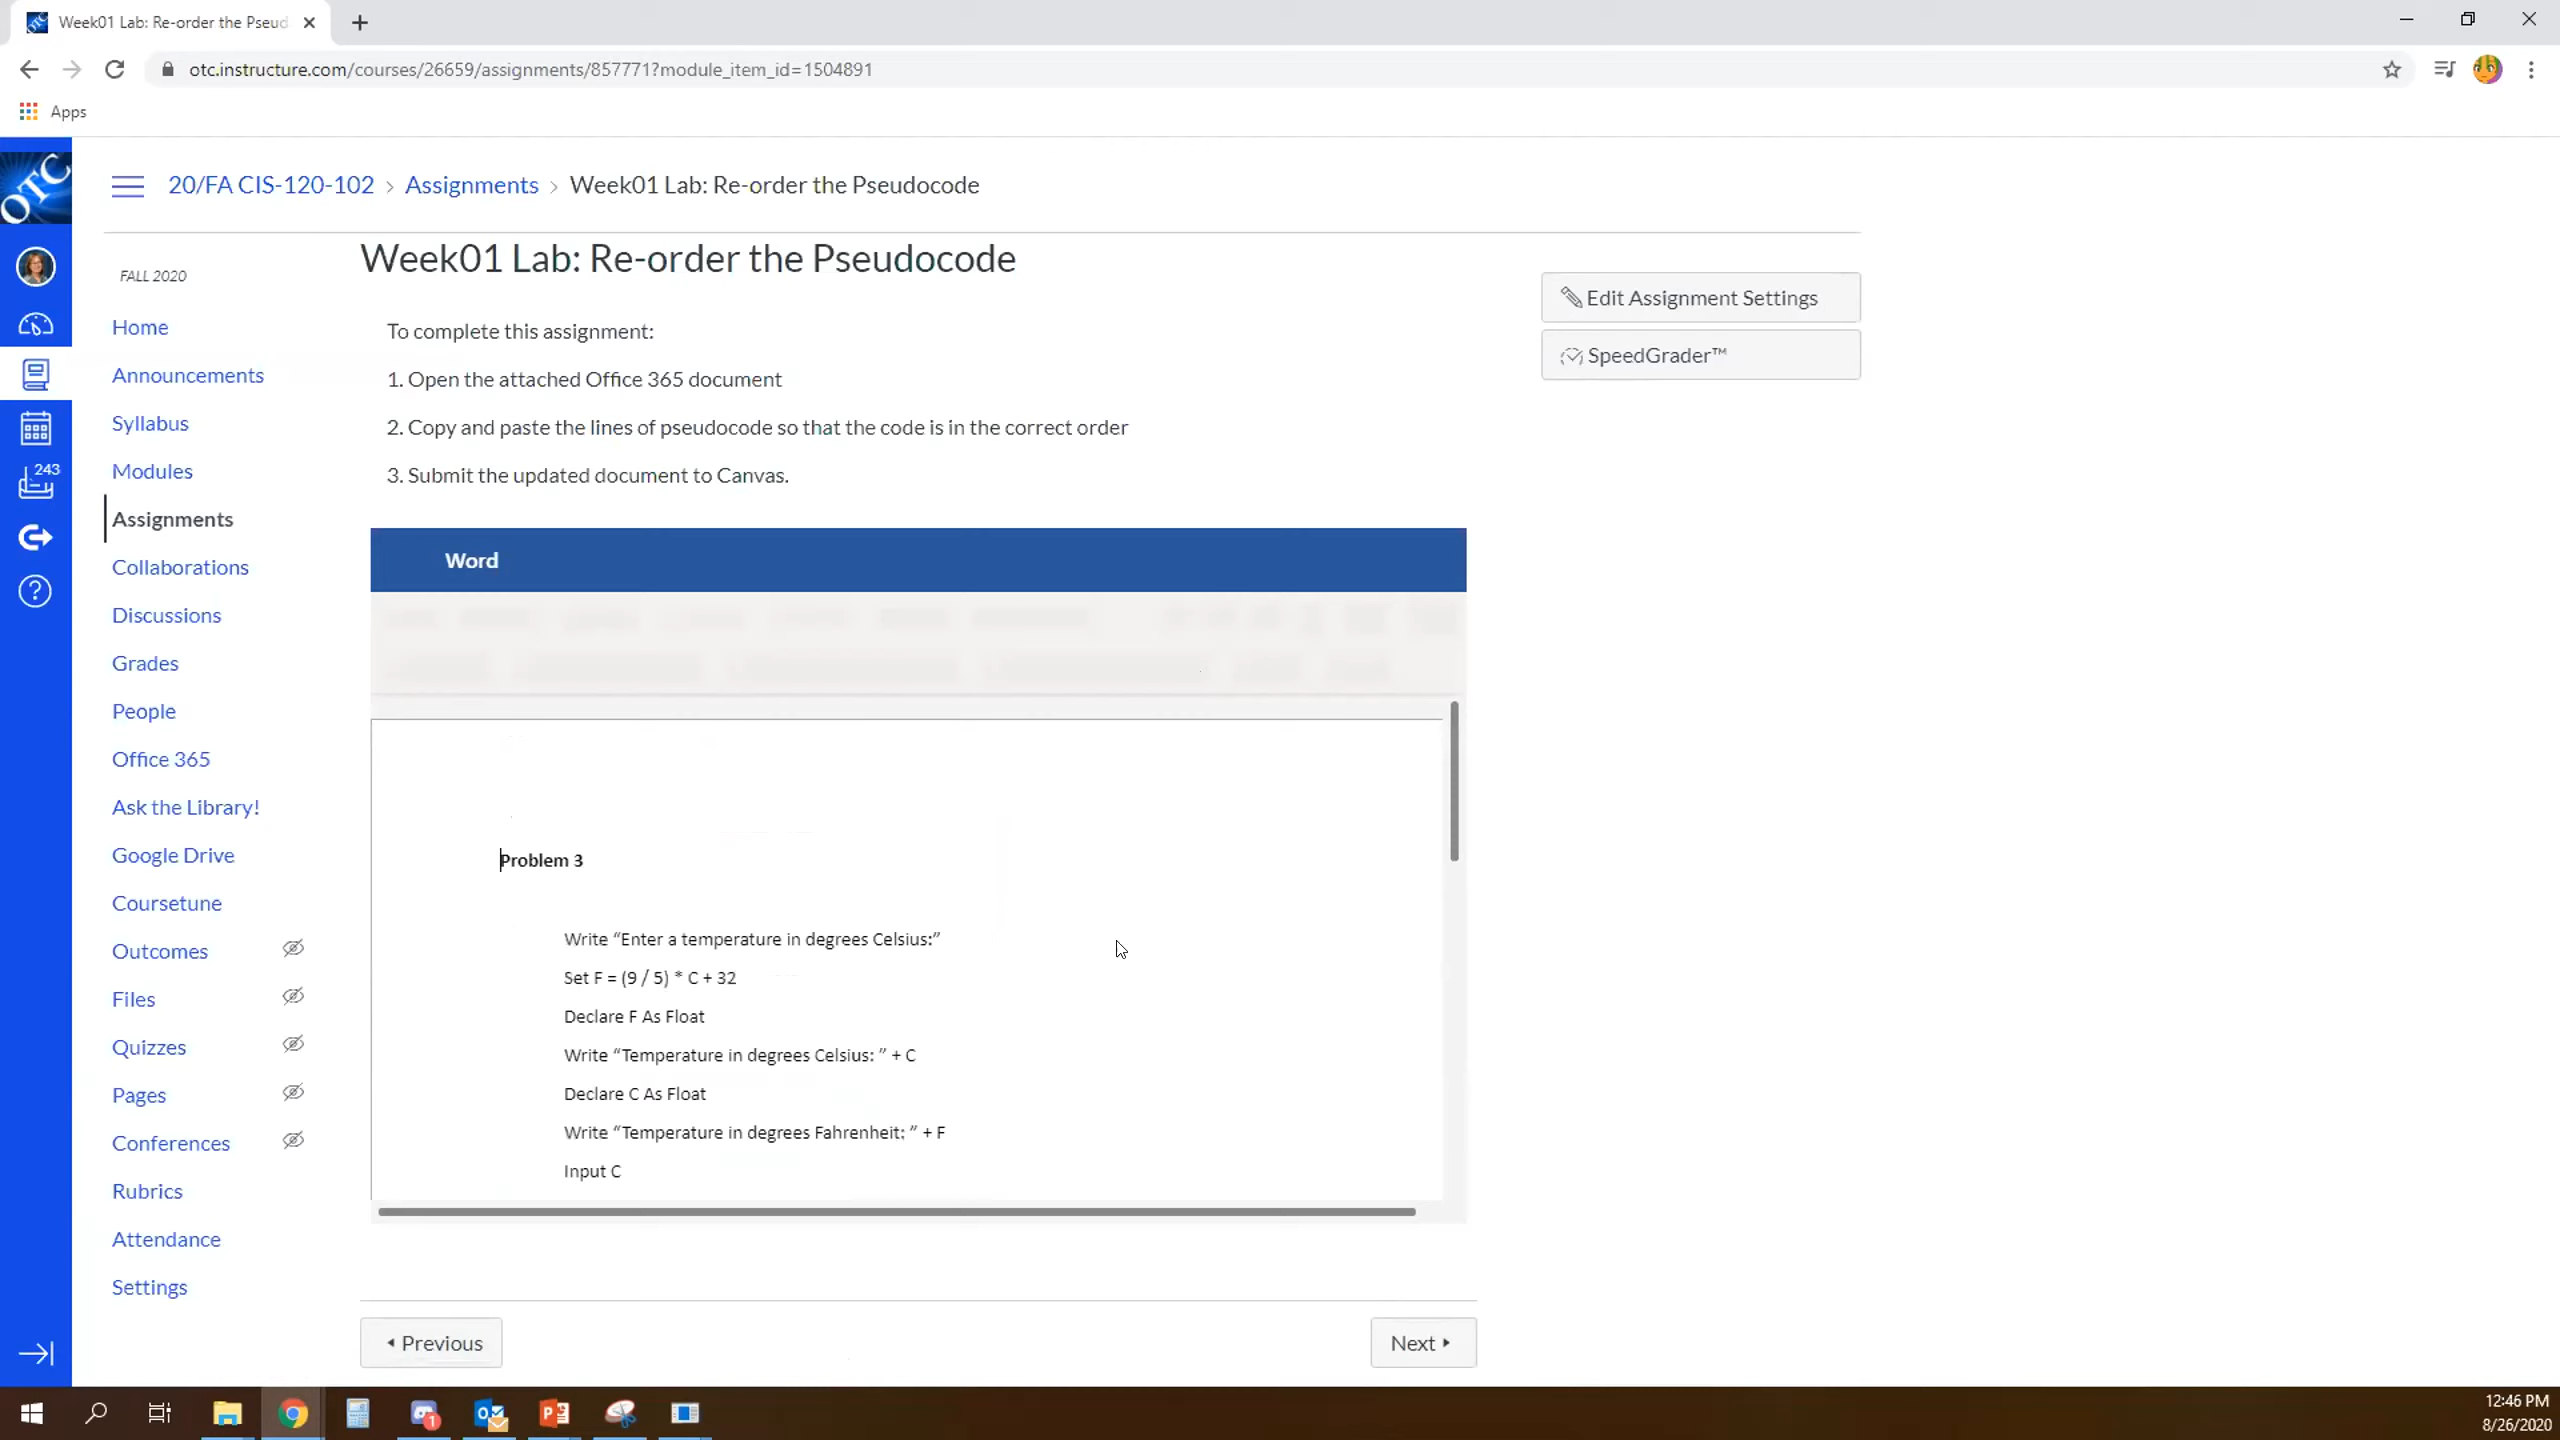 Week01 Lab: Re-order the Pseud
otc.instructure.com/courses/26659/assignments/857771?module_item_id=1504891
Apps
OTC
20/FA CIS-120-102 › Assignments › Week01 Lab: Re-order the Pseudocode
FALL 2020
Home
Announcements
Syllabus
Modules
Assignments
Collaborations
Discussions
Grades
People
Office 365
Ask the Library!
Google Drive
Coursetune
Outcomes
Files
Quizzes
Pages
Conferences
Rubrics
Attendance
Settings
243
Week01 Lab: Re-order the Pseudocode
To complete this assignment:
1. Open the attached Office 365 document
2. Copy and paste the lines of pseudocode so that the code is in the correct order
3. Submit the updated document to Canvas.
Edit Assignment Settings
SpeedGrader™
Word
Problem 3
Write “Enter a temperature in degrees Celsius:”
Set F = (9 / 5) * C + 32
Declare F As Float
Write “Temperature in degrees Celsius: ” + C
Declare C As Float
Write “Temperature in degrees Fahrenheit: ” + F
Input C
Previous
Next
1
12:46 PM
8/26/2020